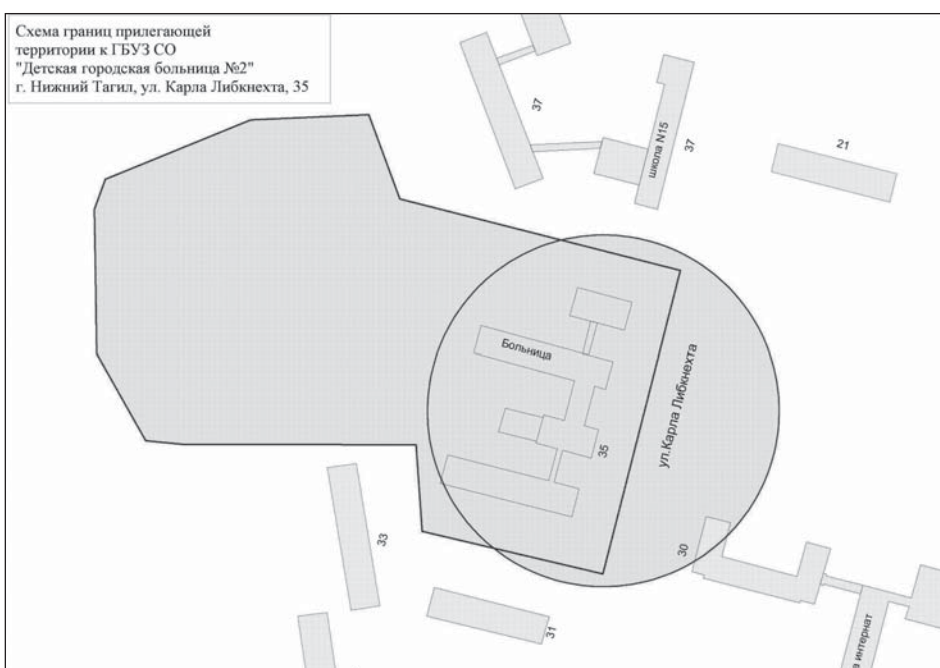 Схема границ прилегающей
территории к ГБУЗ СО
"Детская городская больница №2"
г. Нижний Тагил, ул. Карла Либкнехта, 35
37
школа N15
37
21
Больница
ул.Карла Либкнехта
35
33
30
31
интернат